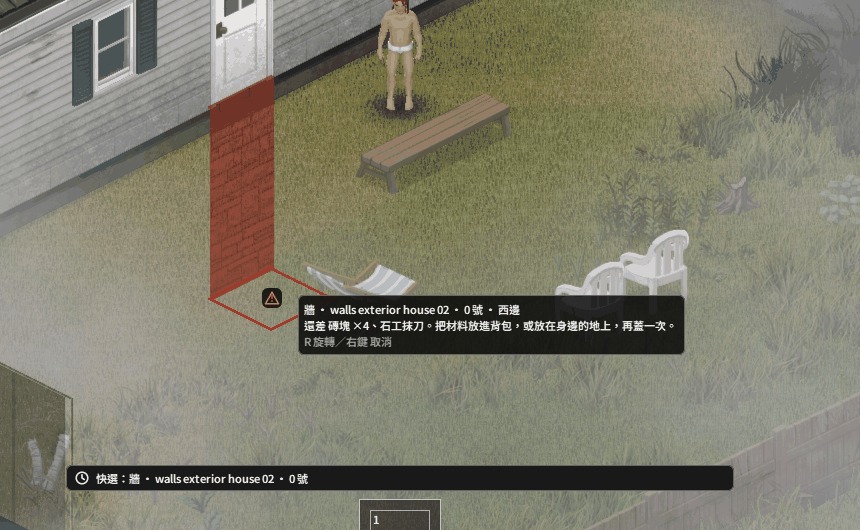 牆 · walls exterior house 02 · 0 號 · 西邊
還差 磚塊 ×4、石工抹刀。把材料放進背包，或放在身邊的地上，再蓋一次。
R 旋轉／右鍵 取消
快選：牆 · walls exterior house 02 · 0 號
1